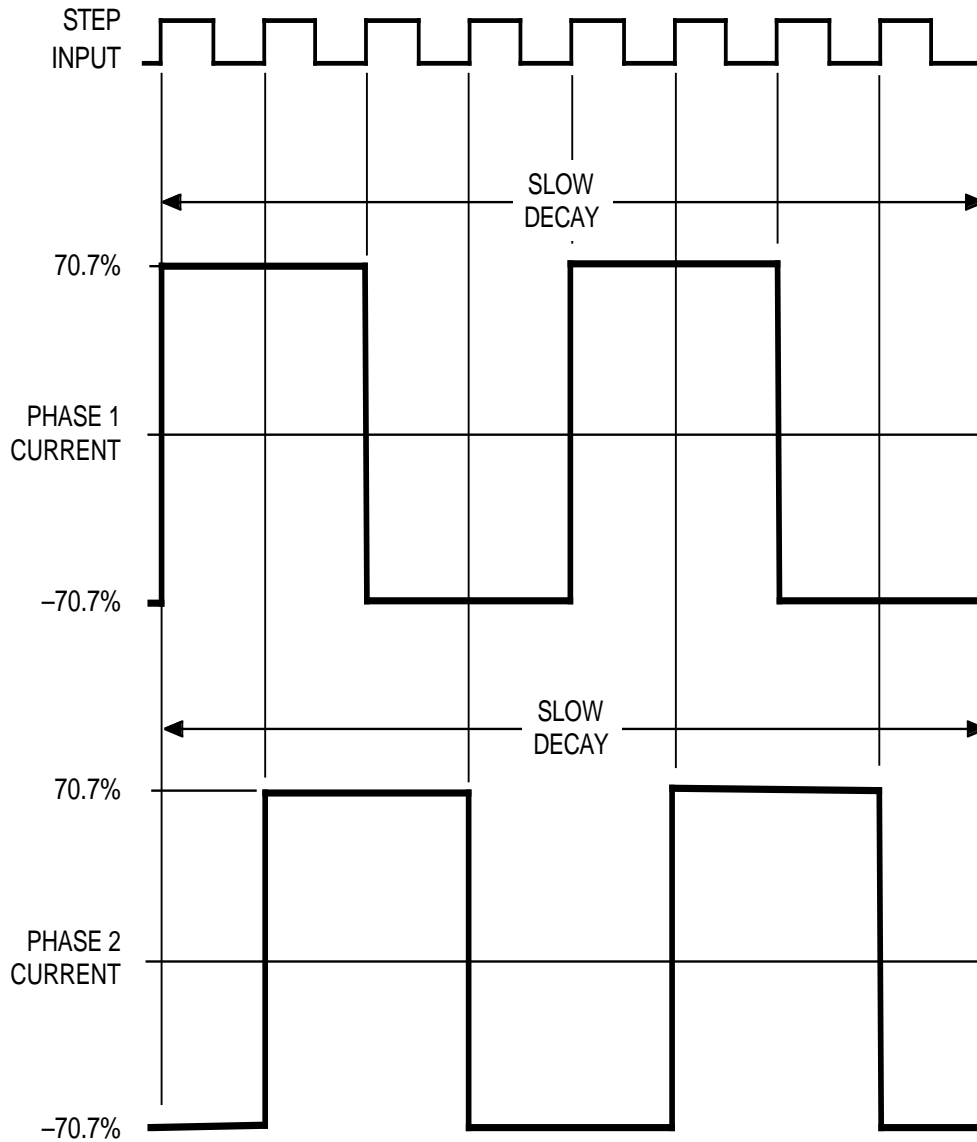 STEP
INPUT
SLOW
DECAY
70.7%
PHASE 1
CURRENT
–70.7%
SLOW
DECAY
70.7%
PHASE 2
CURRENT
–70.7%